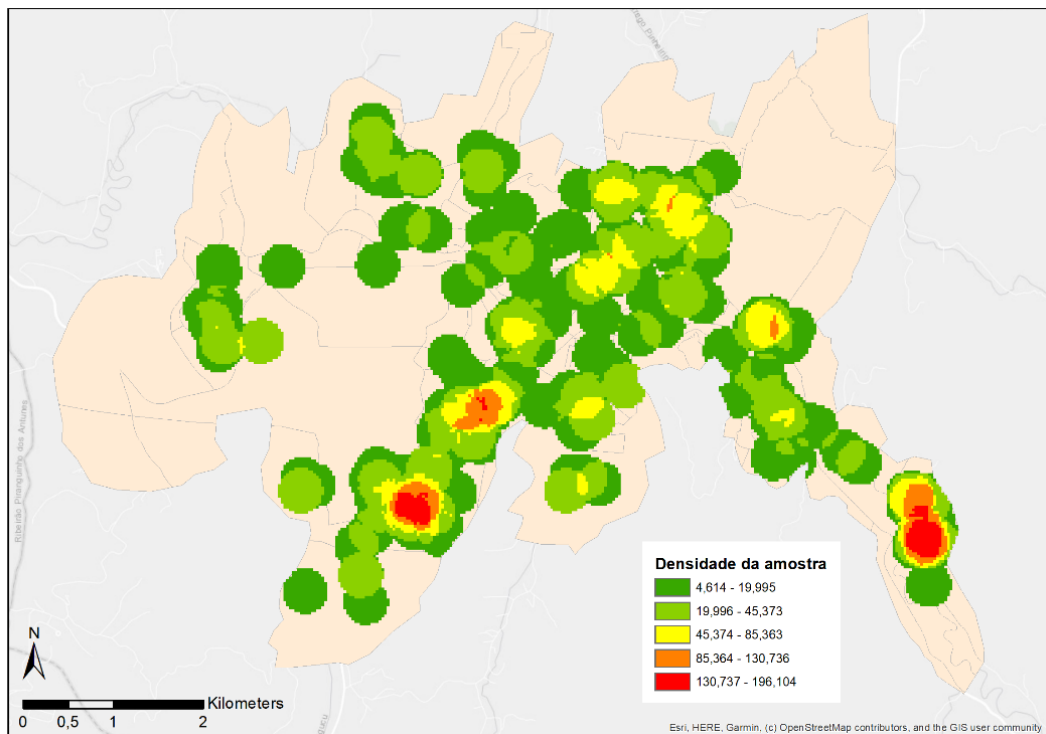 Ribeirão Piranguinho dos Antunes
Densidade da amostra
4,614 - 19,995
19,996 - 45,373
45,374 - 85,363
85,364 - 130,736
130,737 - 196,104
N
Kilometers
0 0,5 1 2
Esri, HERE, Garmin, (c) OpenStreetMap contributors, and the GIS user community